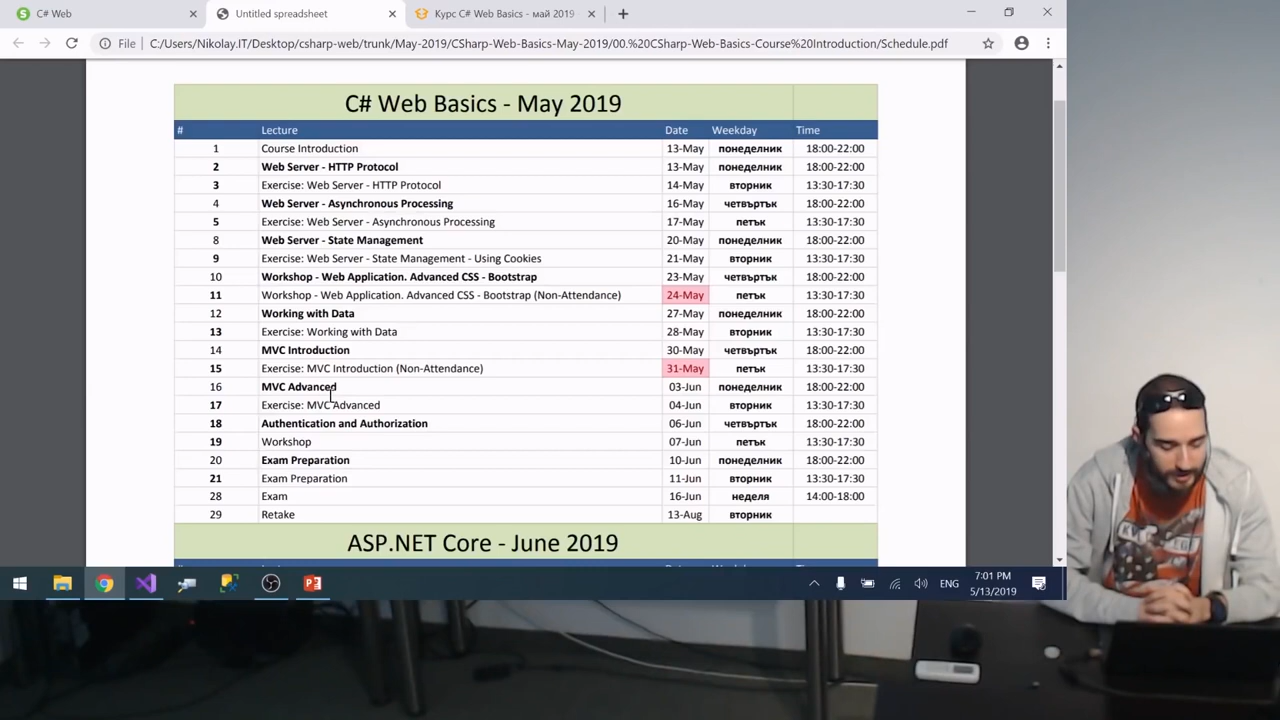 C# Web
Untitled spreadsheet
Курс C# Web Basics - май 2019
File C:/Users/Nikolay.IT/Desktop/csharp-web/trunk/May-2019/CSharp-Web-Basics-May-2019/00.%20CSharp-Web-Basics-Course%20Introduction/Schedule.pdf
C# Web Basics - May 2019
# Lecture Date Weekday Time
1 Course Introduction 13-May понеделник 18:00-22:00
2 Web Server - HTTP Protocol 13-May понеделник 18:00-22:00
3 Exercise: Web Server - HTTP Protocol 14-May вторник 13:30-17:30
4 Web Server - Asynchronous Processing 16-May четвъртък 18:00-22:00
5 Exercise: Web Server - Asynchronous Processing 17-May петък 13:30-17:30
8 Web Server - State Management 20-May понеделник 18:00-22:00
9 Exercise: Web Server - State Management - Using Cookies 21-May вторник 13:30-17:30
10 Workshop - Web Application. Advanced CSS - Bootstrap 23-May четвъртък 18:00-22:00
11 Workshop - Web Application. Advanced CSS - Bootstrap (Non-Attendance) 24-May петък 13:30-17:30
12 Working with Data 27-May понеделник 18:00-22:00
13 Exercise: Working with Data 28-May вторник 13:30-17:30
14 MVC Introduction 30-May четвъртък 18:00-22:00
15 Exercise: MVC Introduction (Non-Attendance) 31-May петък 13:30-17:30
16 MVC Advanced 03-Jun понеделник 18:00-22:00
17 Exercise: MVC Advanced 04-Jun вторник 13:30-17:30
18 Authentication and Authorization 06-Jun четвъртък 18:00-22:00
19 Workshop 07-Jun петък 13:30-17:30
20 Exam Preparation 10-Jun понеделник 18:00-22:00
21 Exam Preparation 11-Jun вторник 13:30-17:30
28 Exam 16-Jun неделя 14:00-18:00
29 Retake 13-Aug вторник
ASP.NET Core - June 2019
ENG
7:01 PM
5/13/2019